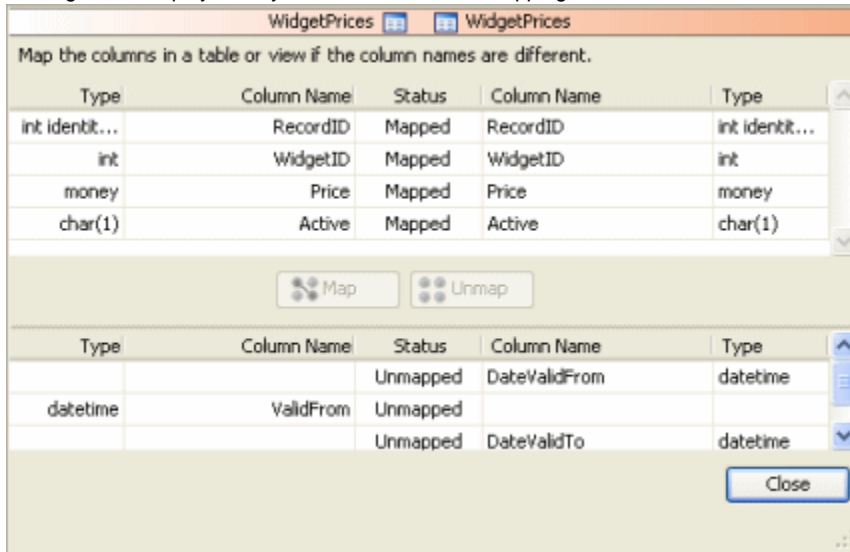 WidgetPrices WidgetPrices
Map the columns in a table or view if the column names are different.
Type Column Name Status Column Name Type
int identit... RecordID Mapped RecordID int identit...
int WidgetID Mapped WidgetID int
money Price Mapped Price money
char(1) Active Mapped Active char(1)
Map Unmap
Type Column Name Status Column Name Type
Unmapped DateValidFrom datetime
datetime ValidFrom Unmapped
Unmapped DateValidTo datetime
Close